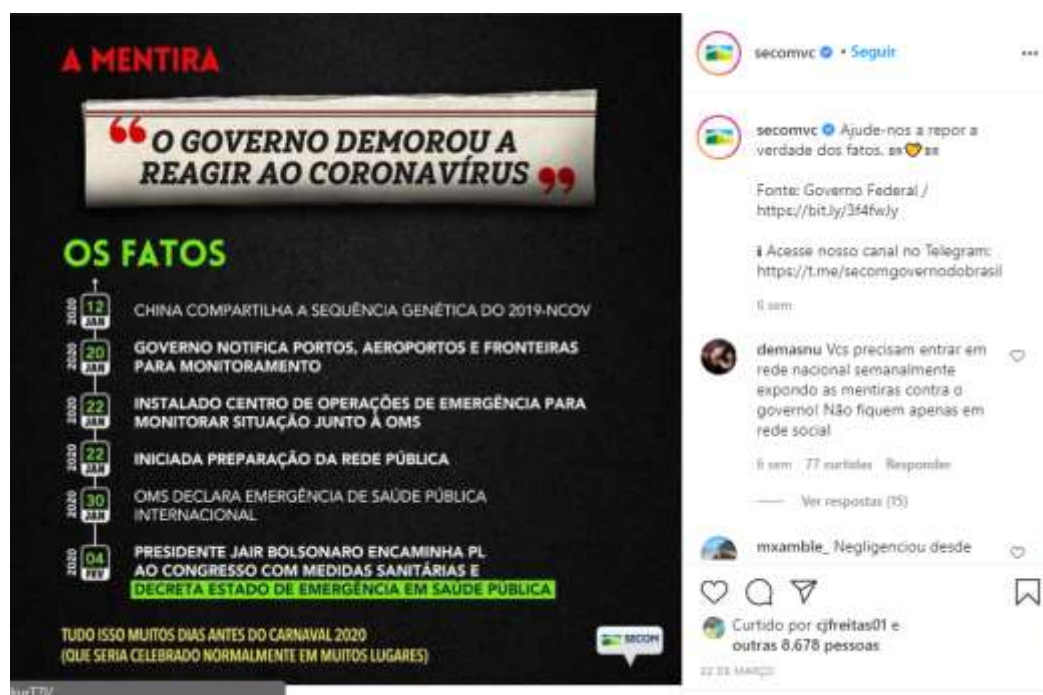 A MENTIRA
“O GOVERNO DEMOROU A
REAGIR AO CORONAVÍRUS”
OS FATOS
2020 12 JAN CHINA COMPARTILHA A SEQUÊNCIA GENÉTICA DO 2019-NCOV
2020 20 JAN GOVERNO NOTIFICA PORTOS, AEROPORTOS E FRONTEIRAS
PARA MONITORAMENTO
2020 22 JAN INSTALADO CENTRO DE OPERAÇÕES DE EMERGÊNCIA PARA
MONITORAR SITUAÇÃO JUNTO À OMS
2020 22 JAN INICIADA PREPARAÇÃO DA REDE PÚBLICA
2020 30 JAN OMS DECLARA EMERGÊNCIA DE SAÚDE PÚBLICA
INTERNACIONAL
2020 04 FEV PRESIDENTE JAIR BOLSONARO ENCAMINHA PL
AO CONGRESSO COM MEDIDAS SANITÁRIAS E
DECRETA ESTADO DE EMERGÊNCIA EM SAÚDE PÚBLICA
TUDO ISSO MUITOS DIAS ANTES DO CARNAVAL 2020
(QUE SERIA CELEBRADO NORMALMENTE EM MUITOS LUGARES)
SECOM
secomvc • Seguir
secomvc Ajude-nos a repor a
verdade dos fatos.
Fonte: Governo Federal /
https://bit.ly/3f4fwJy
Acesse nosso canal no Telegram:
https://t.me/secomgovernodobrasil
6 sem
demasnu Vcs precisam entrar em
rede nacional semanalmente
expondo as mentiras contra o
governo! Não fiquem apenas em
rede social
6 sem 77 curtidas Responder
Ver respostas (15)
mxamble_ Negligenciou desde
Curtido por cjfreitas01 e
outras 8.678 pessoas
22 DE MARÇO